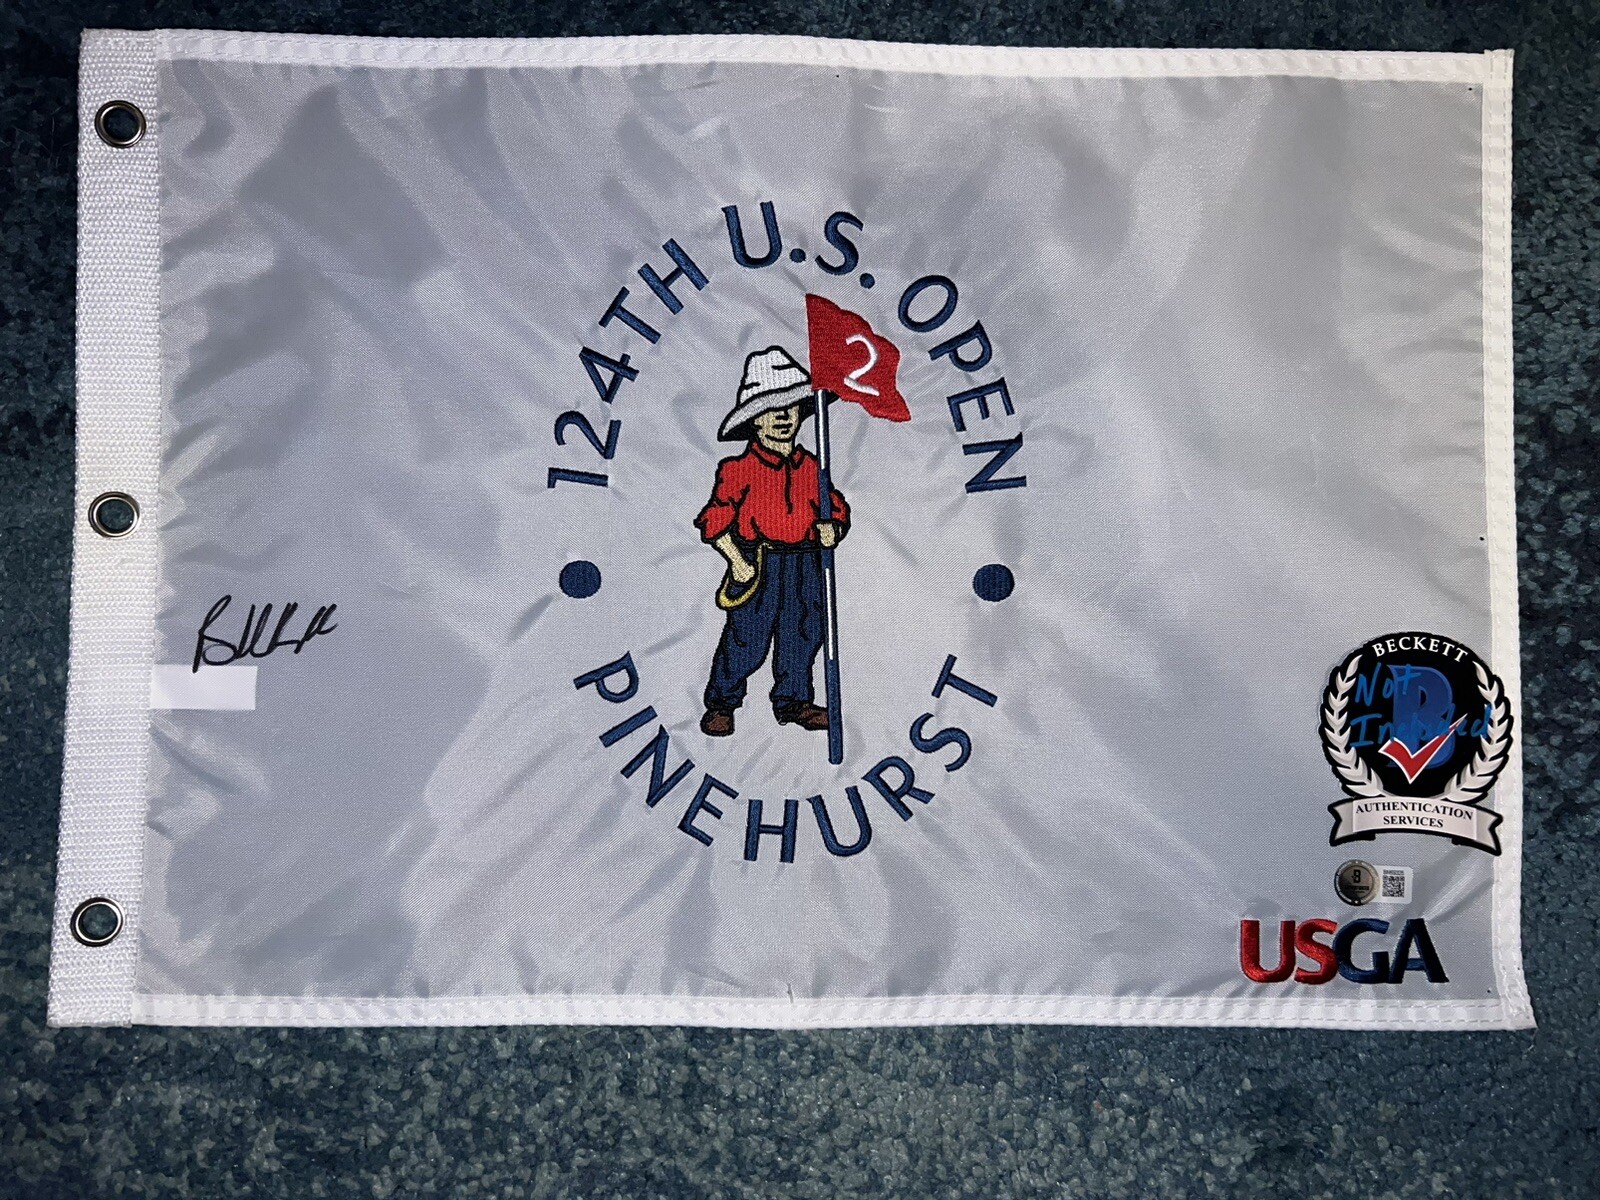 124TH U.S. OPEN
2
PINEHURST
BECKETT
Not
Included
B
AUTHENTICATION
SERVICES
USGA